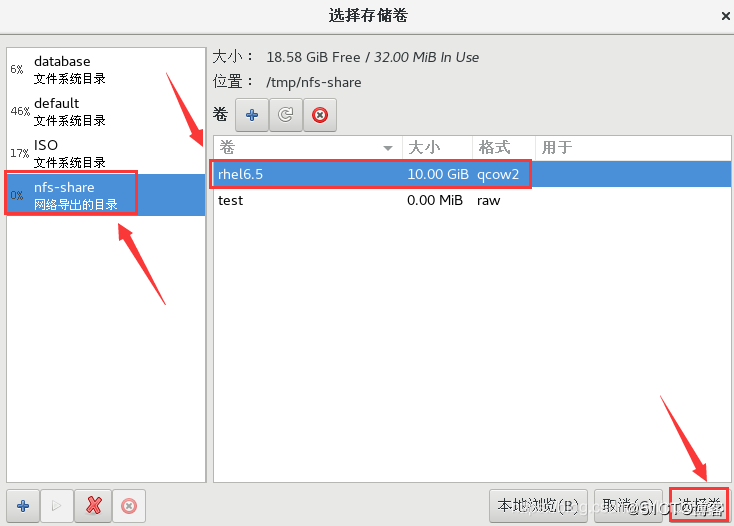 选择存储卷
6%
database
文件系统目录
46%
default
文件系统目录
17%
ISO
文件系统目录
0%
nfs-share
网络导出的目录
大小： 18.58 GiB Free / 32.00 MiB In Use
位置： /tmp/nfs-share
卷
卷 大小 格式 用于
rhel6.5 10.00 GiB qcow2
test 0.00 MiB raw
本地浏览(B) 取消(C) 选择卷
@51CTO博客